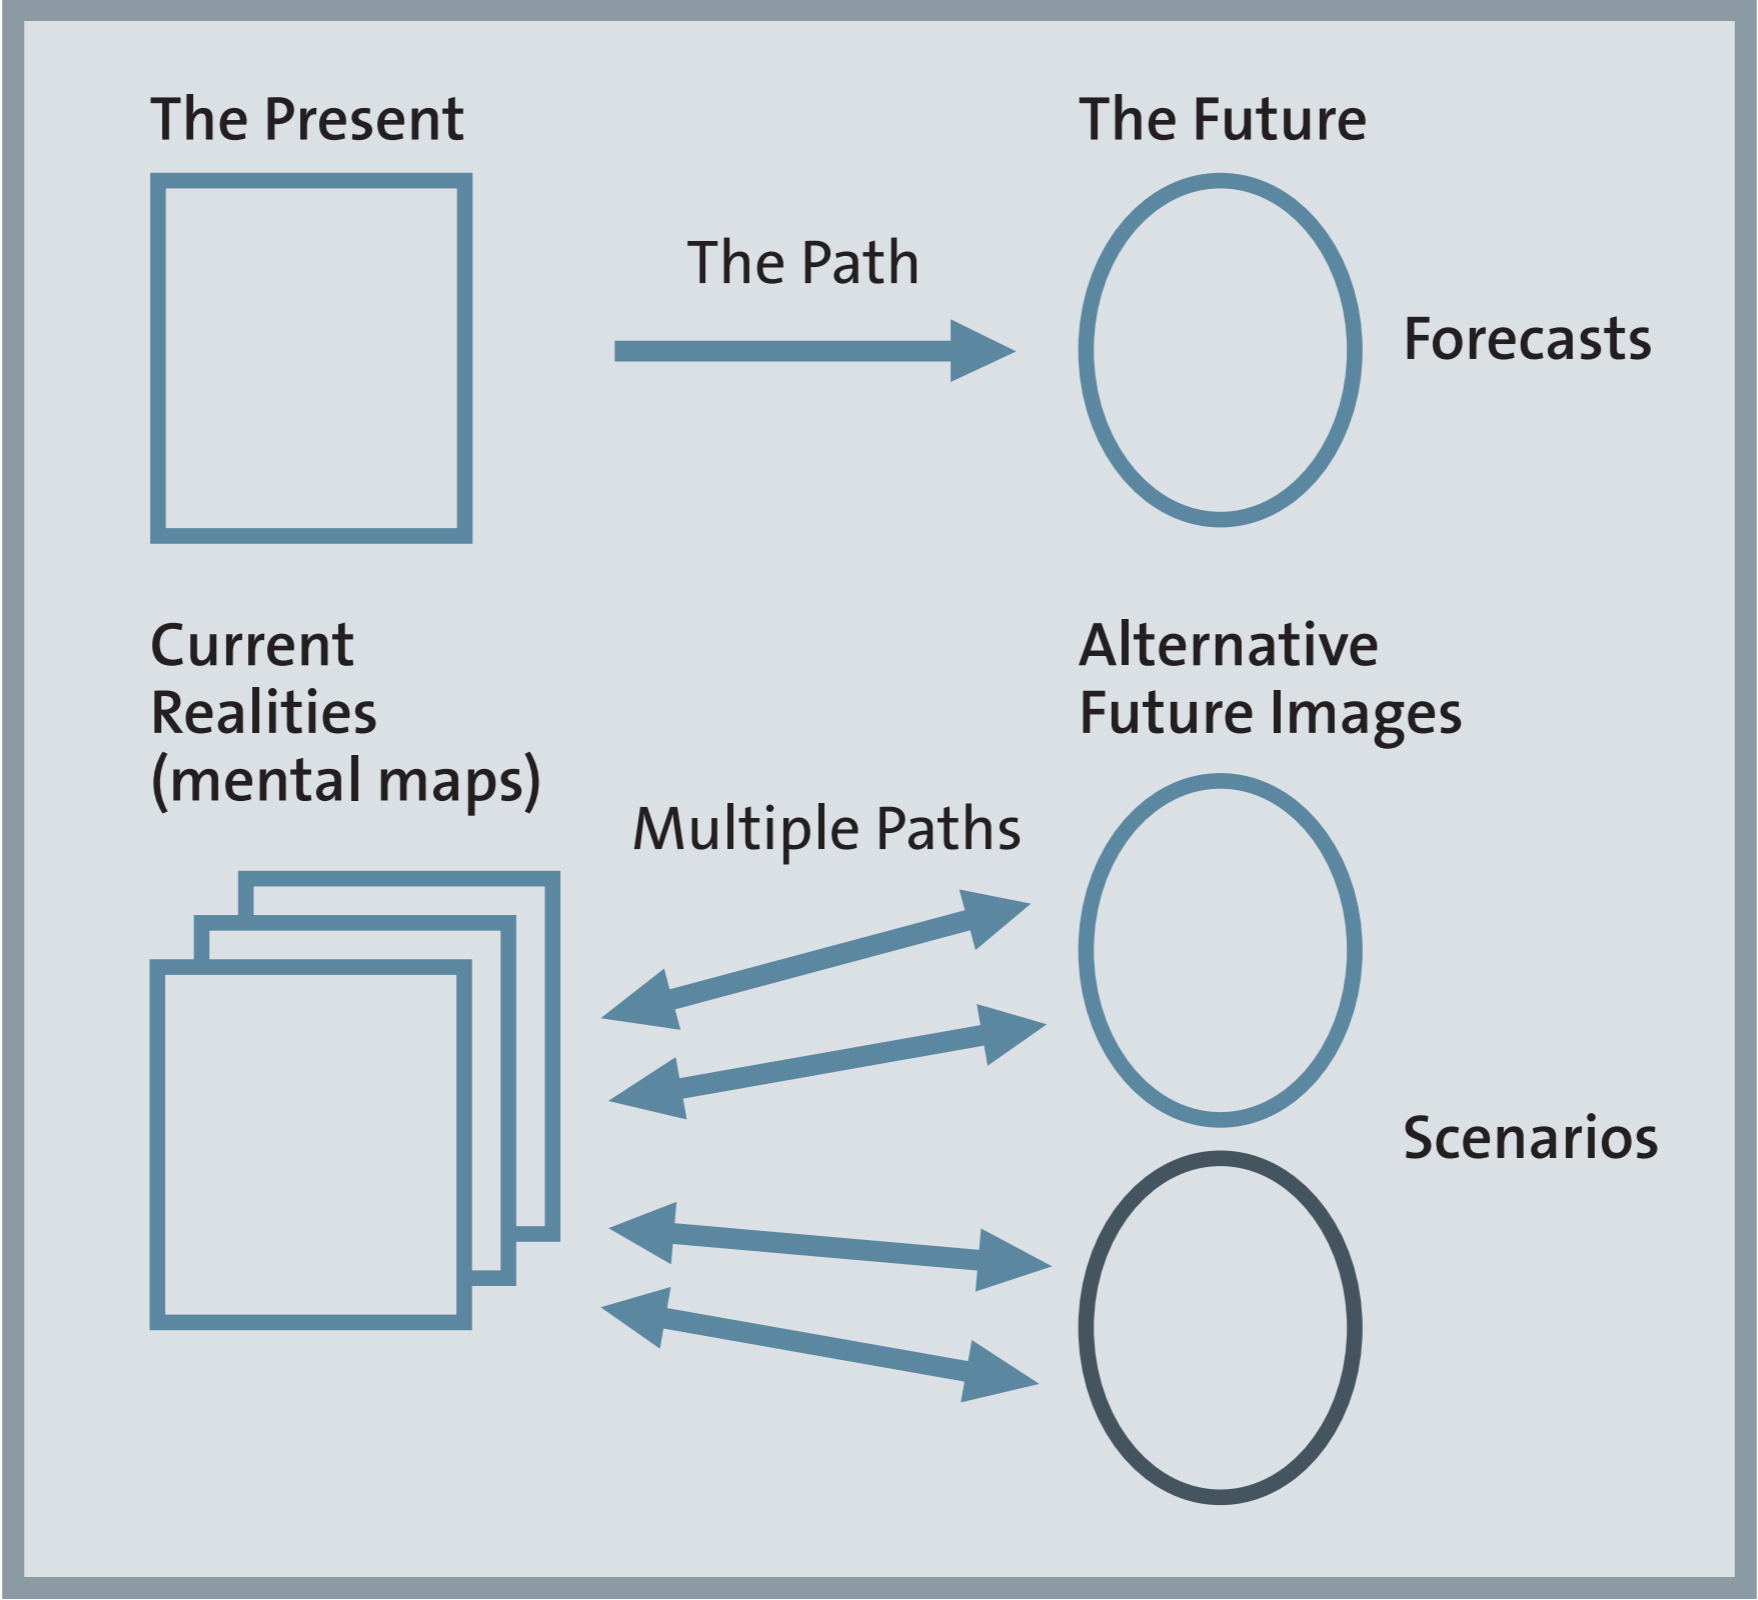 The Present
The Future
The Path
Forecasts
Current
Realities
(mental maps)
Alternative
Future Images
Multiple Paths
Scenarios